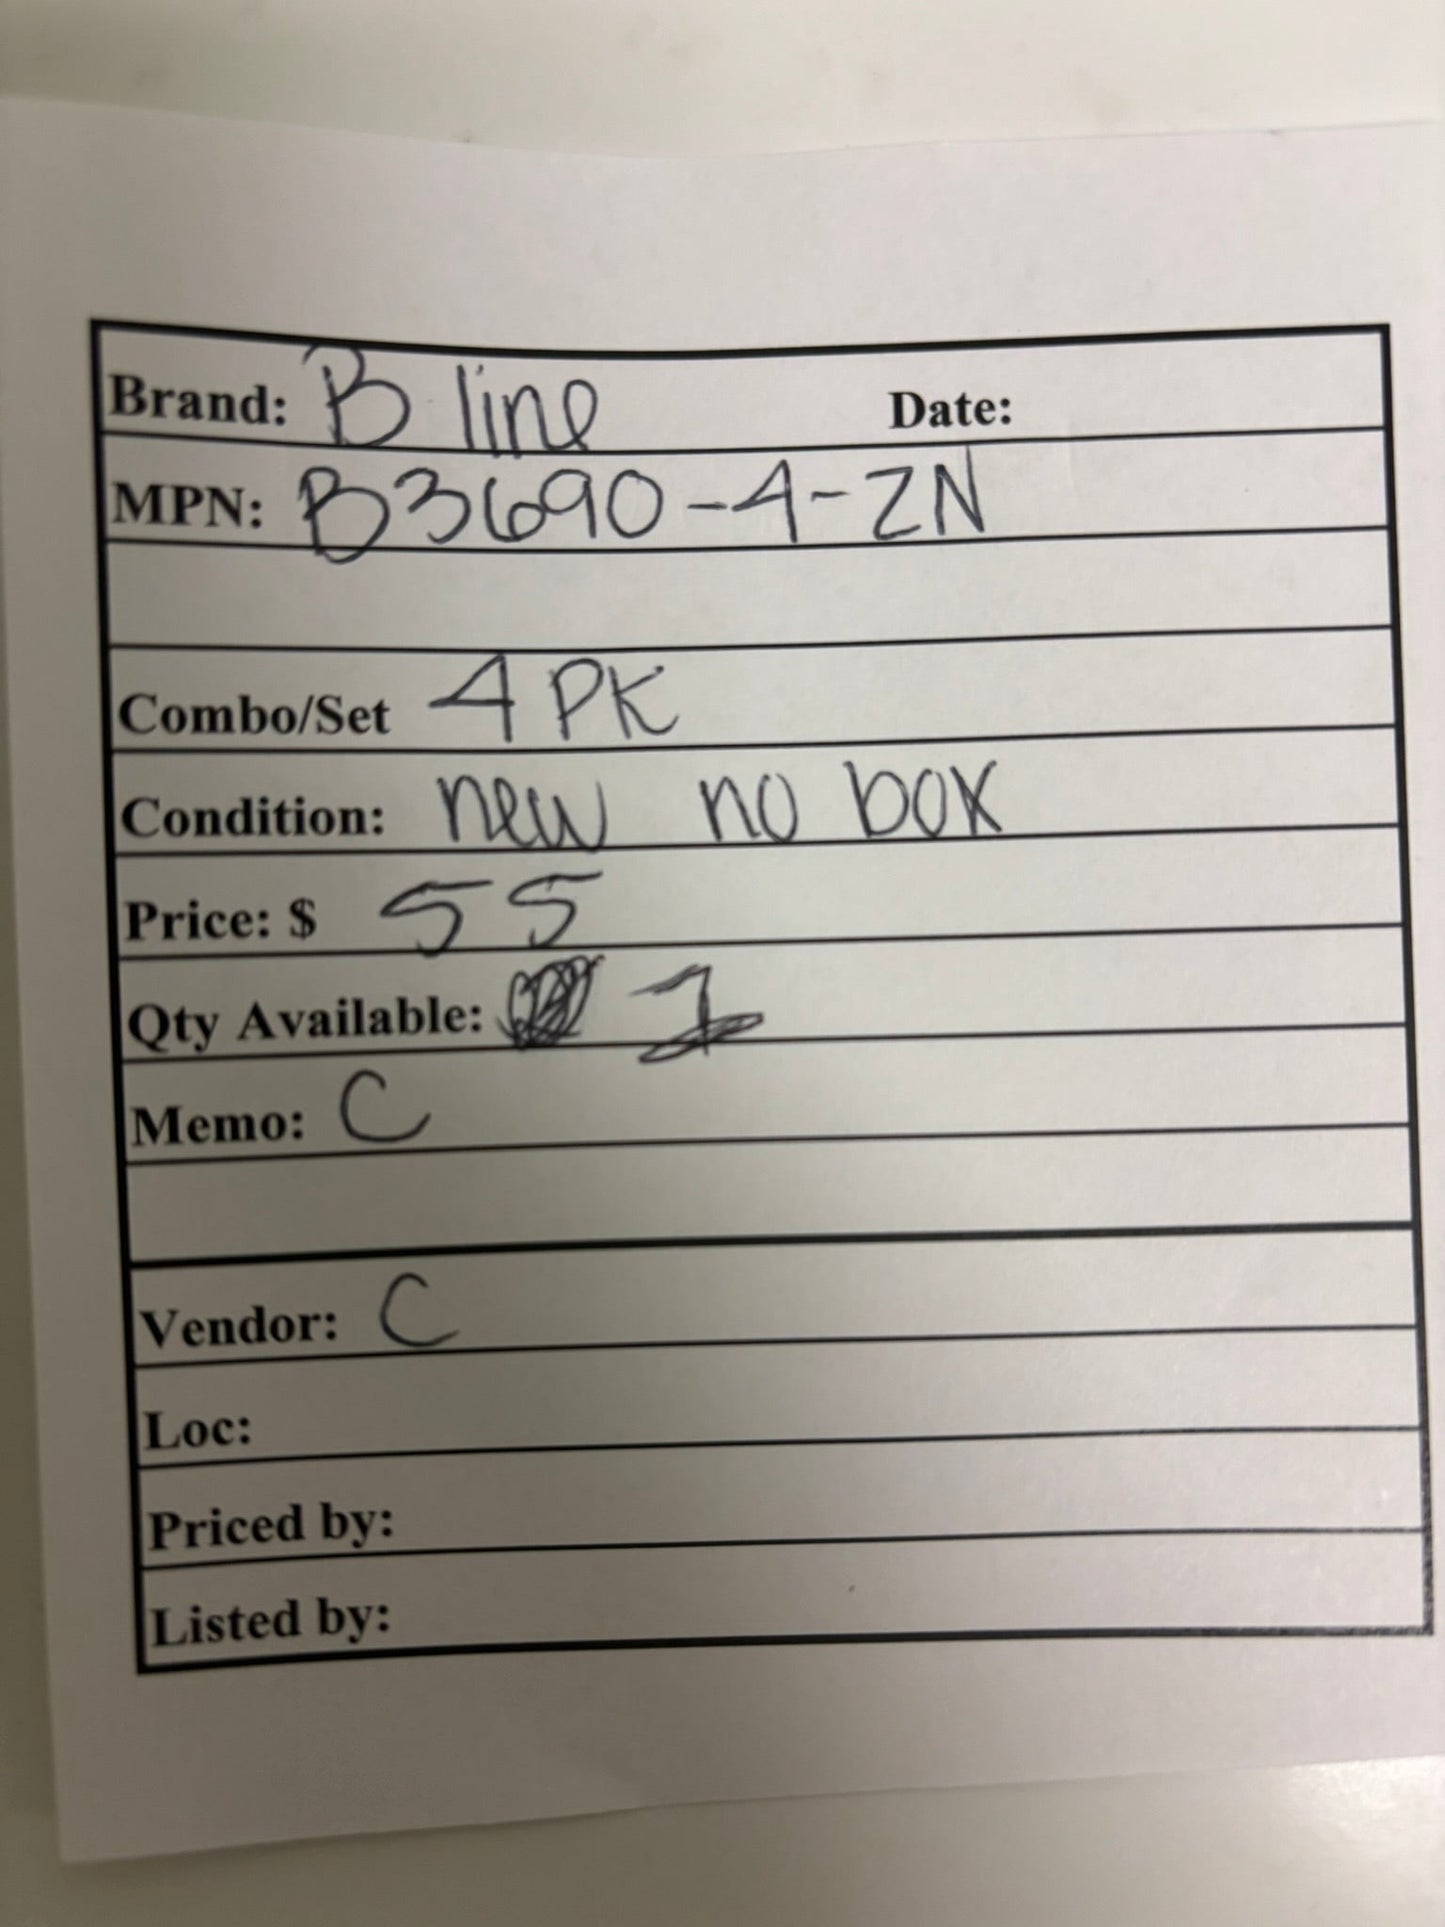 Brand: B line Date:
MPN: B3690-4-ZN
Combo/Set 4 PK
Condition: new no box
Price: $ 55
Qty Available: 1
Memo: C
Vendor: C
Loc:
Priced by:
Listed by: